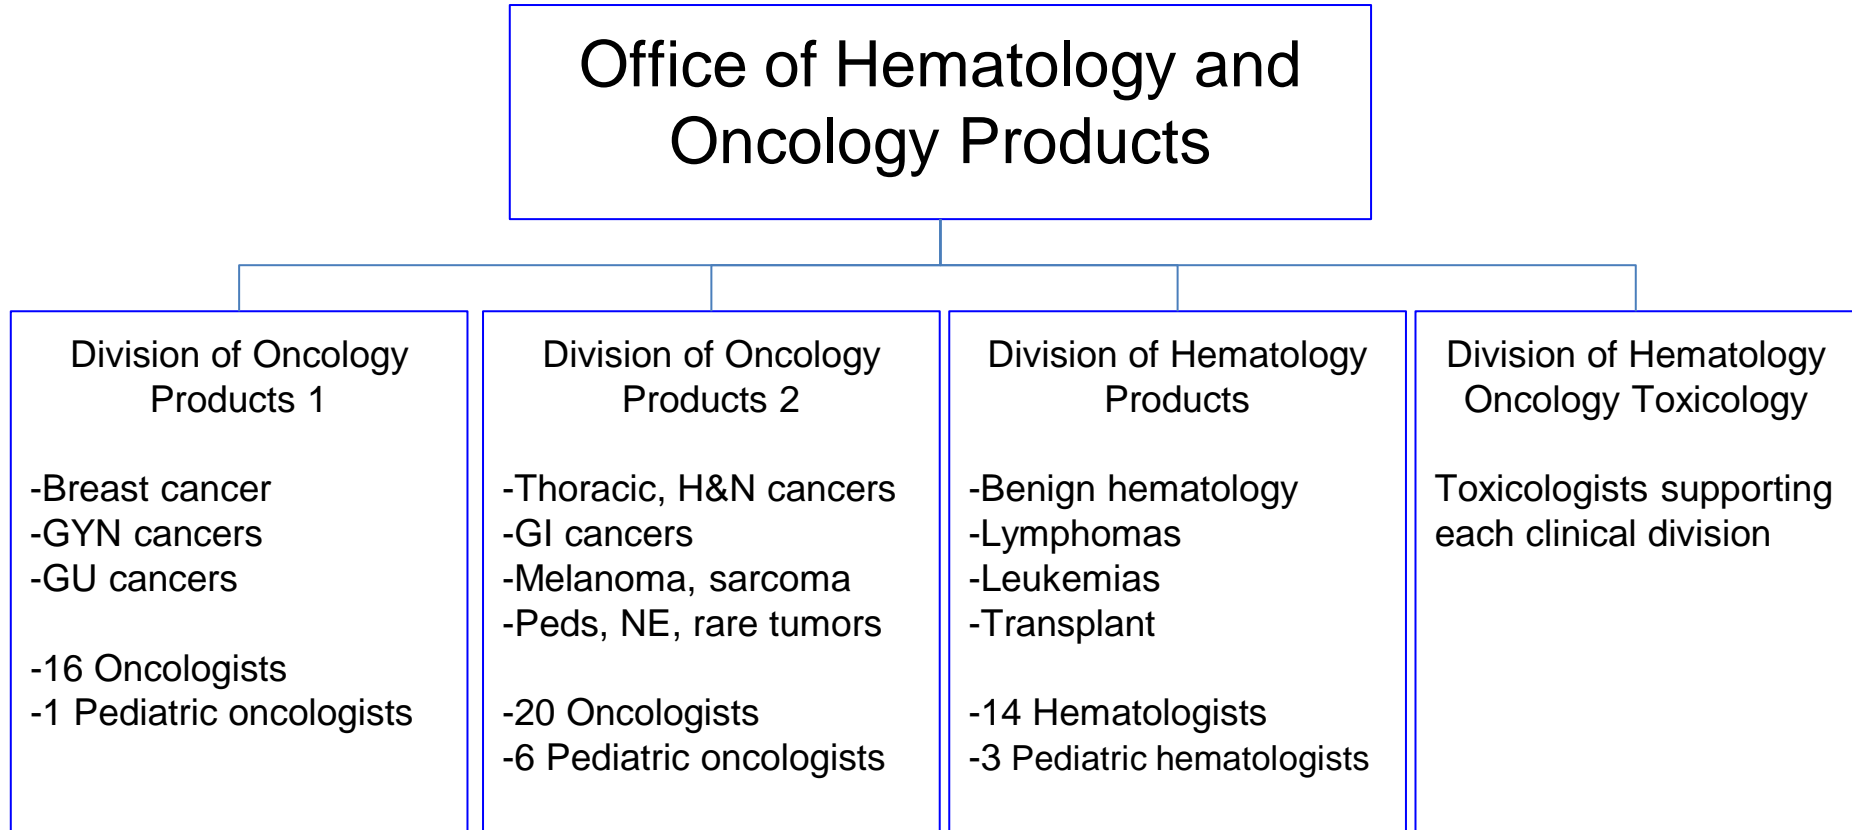 Office of Hematology and
Oncology Products
Division of Oncology
Products 1
-Breast cancer
-GYN cancers
-GU cancers
-16 Oncologists
-1 Pediatric oncologists
Division of Oncology
Products 2
-Thoracic, H&N cancers
-GI cancers
-Melanoma, sarcoma
-Peds, NE, rare tumors
-20 Oncologists
-6 Pediatric oncologists
Division of Hematology
Products
-Benign hematology
-Lymphomas
-Leukemias
-Transplant
-14 Hematologists
-3 Pediatric hematologists
Division of Hematology
Oncology Toxicology
Toxicologists supporting
each clinical division